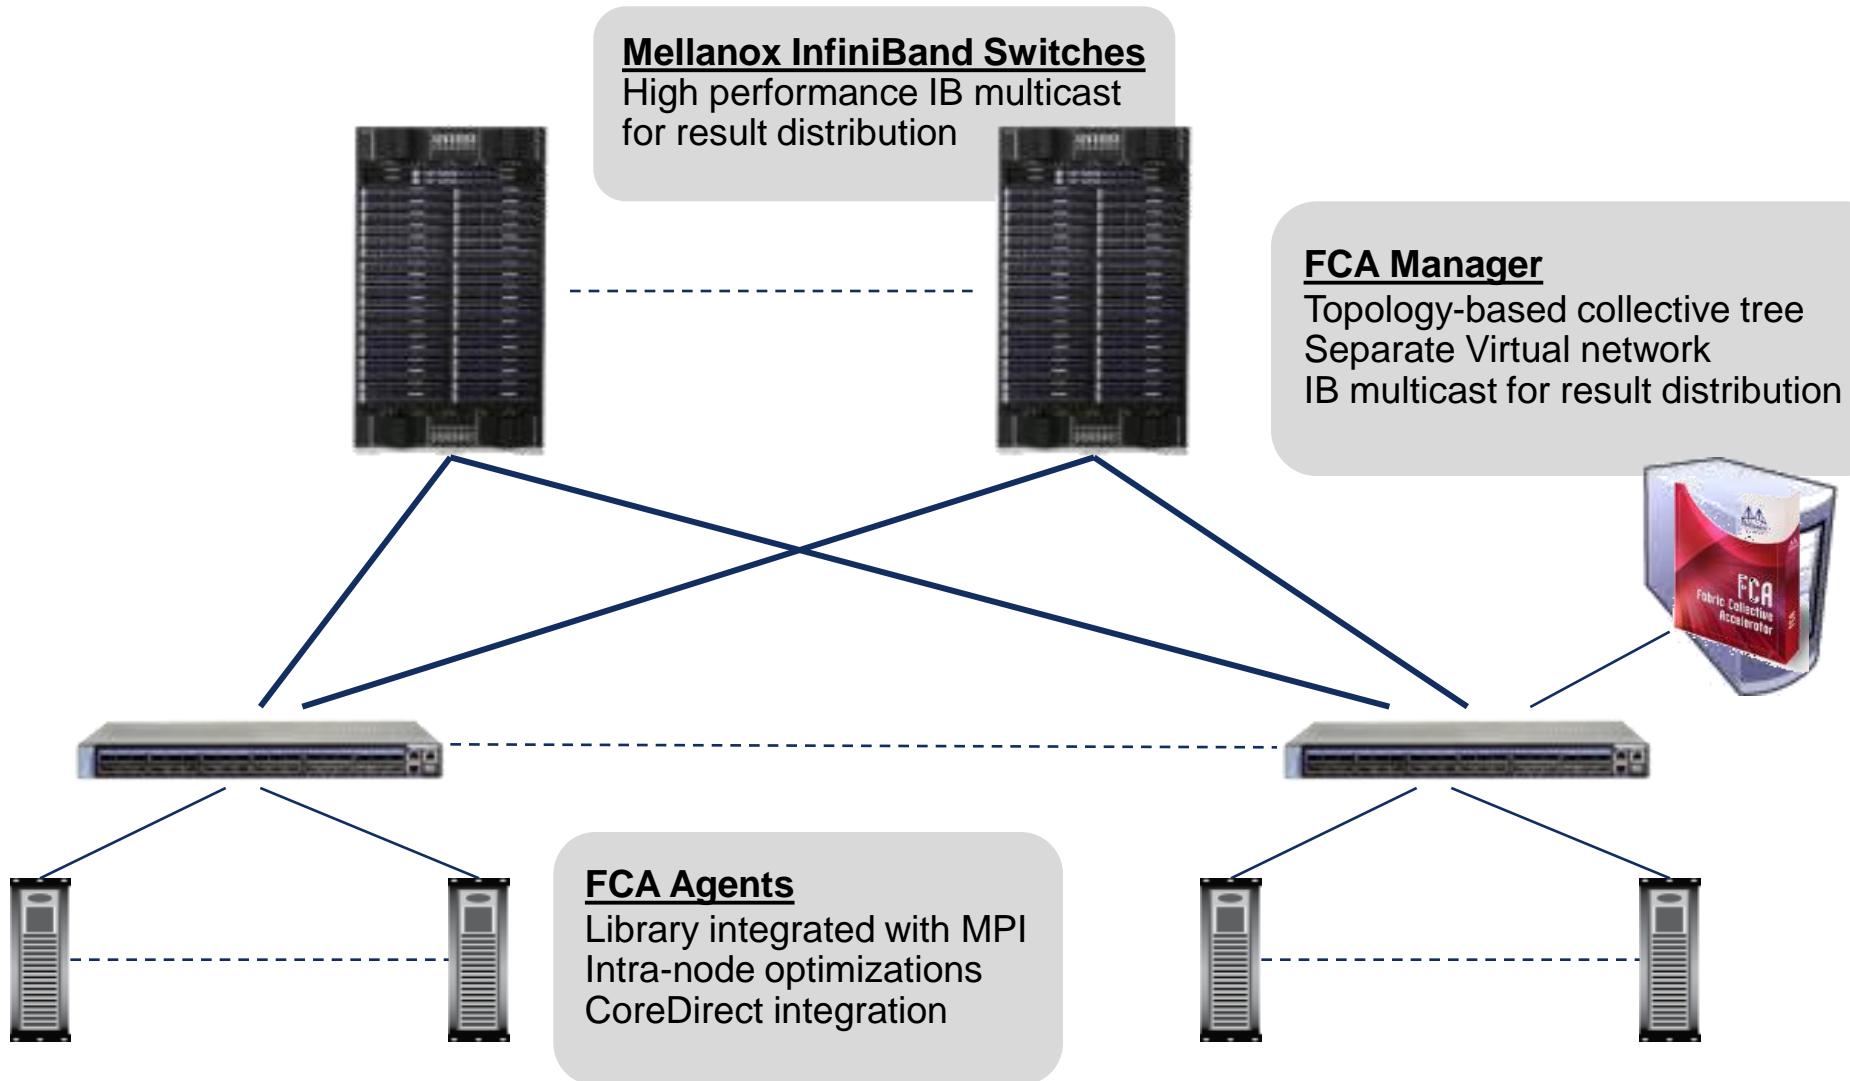 Mellanox InfiniBand Switches
High performance IB multicast
for result distribution
FCA Manager
Topology-based collective tree
Separate Virtual network
IB multicast for result distribution
FCA
Fabric Collective
Accelerator
FCA Agents
Library integrated with MPI
Intra-node optimizations
CoreDirect integration